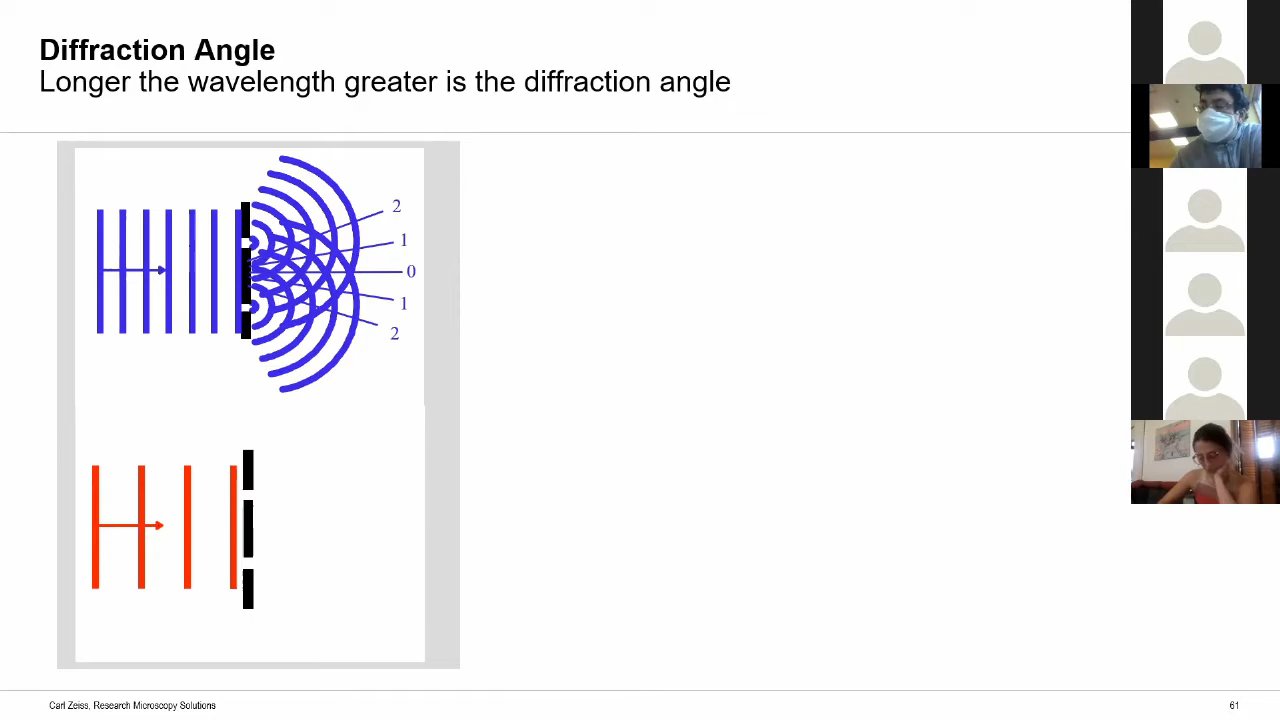 Diffraction Angle
Longer the wavelength greater is the diffraction angle
2
1
0
1
2
Carl Zeiss, Research Microscopy Solutions
61